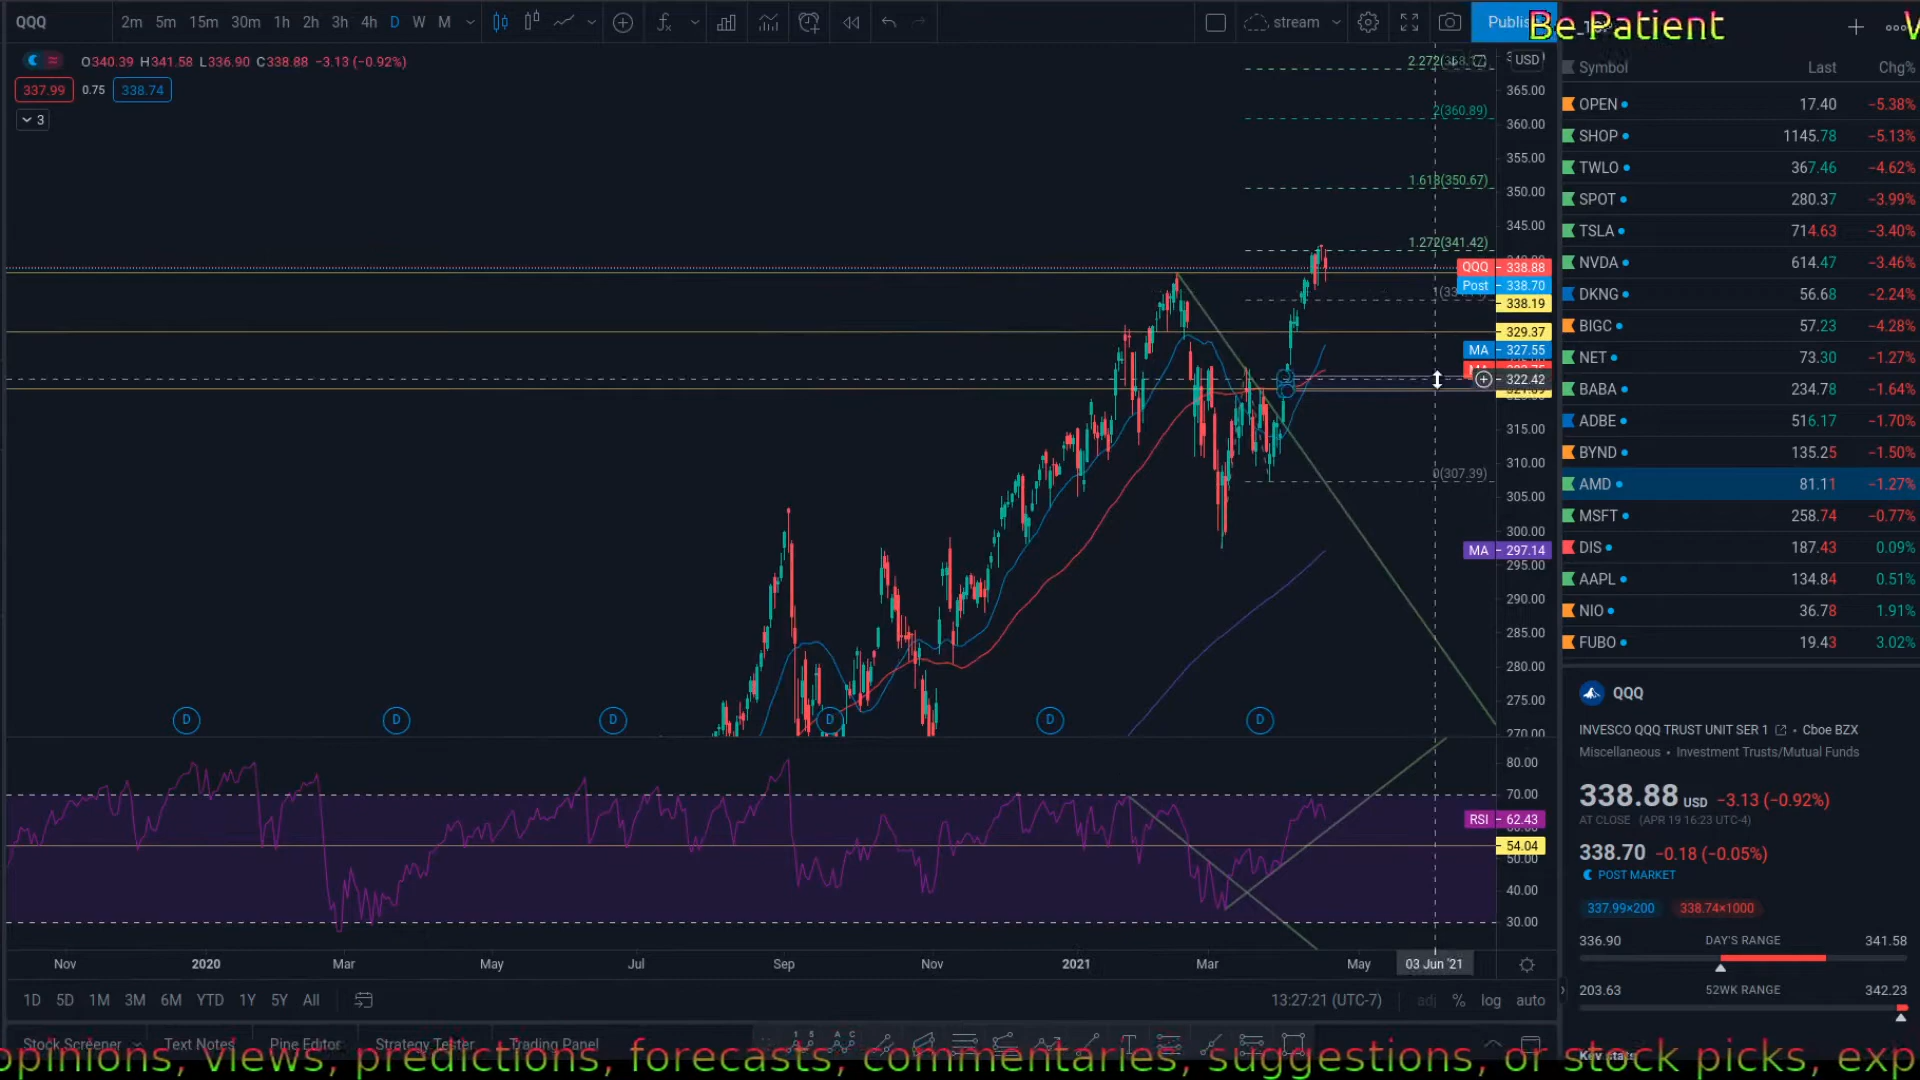 QQQ 2m 5m 15m 30m 1h 2h 3h 4h D W M stream Publis
Be Patient
O340.39 H341.58 L336.90 C338.88 −3.13 (−0.92%)
337.99 0.75 338.74
3
USD
365.00
360.00
355.00
350.00
345.00
315.00
310.00
305.00
300.00
295.00
290.00
285.00
280.00
275.00
270.00
2(360.89)
1.618(350.67)
1.272(341.42)
0(307.39)
QQQ 338.88
Post 338.70
338.19
329.37
MA 327.55
322.42
MA 297.14
D D D D D D
80.00
70.00
RSI 62.43
54.04
50.00
40.00
30.00
Nov 2020 Mar May Jul Sep Nov 2021 Mar May 03 Jun '21
1D 5D 1M 3M 6M YTD 1Y 5Y All 13:27:21 (UTC-7) adj % log auto
Stock Screener Text Notes Pine Editor Strategy Tester Trading Panel
opinions, views, predictions, forecasts, commentaries, suggestions, or stock picks, exp
Symbol Last Chg%
OPEN 17.40 −5.38%
SHOP 1145.78 −5.13%
TWLO 367.46 −4.62%
SPOT 280.37 −3.99%
TSLA 714.63 −3.40%
NVDA 614.47 −3.46%
DKNG 56.68 −2.24%
BIGC 57.23 −4.28%
NET 73.30 −1.27%
BABA 234.78 −1.64%
ADBE 516.17 −1.70%
BYND 135.25 −1.50%
AMD 81.11 −1.27%
MSFT 258.74 −0.77%
DIS 187.43 0.09%
AAPL 134.84 0.51%
NIO 36.78 1.91%
FUBO 19.43 3.02%
QQQ
INVESCO QQQ TRUST UNIT SER 1 • Cboe BZX
Miscellaneous • Investment Trusts/Mutual Funds
338.88 USD −3.13 (−0.92%)
AT CLOSE (APR 19 16:23 UTC-4)
338.70 −0.18 (−0.05%)
POST MARKET
337.99×200 338.74×1000
336.90 DAY'S RANGE 341.58
203.63 52WK RANGE 342.23